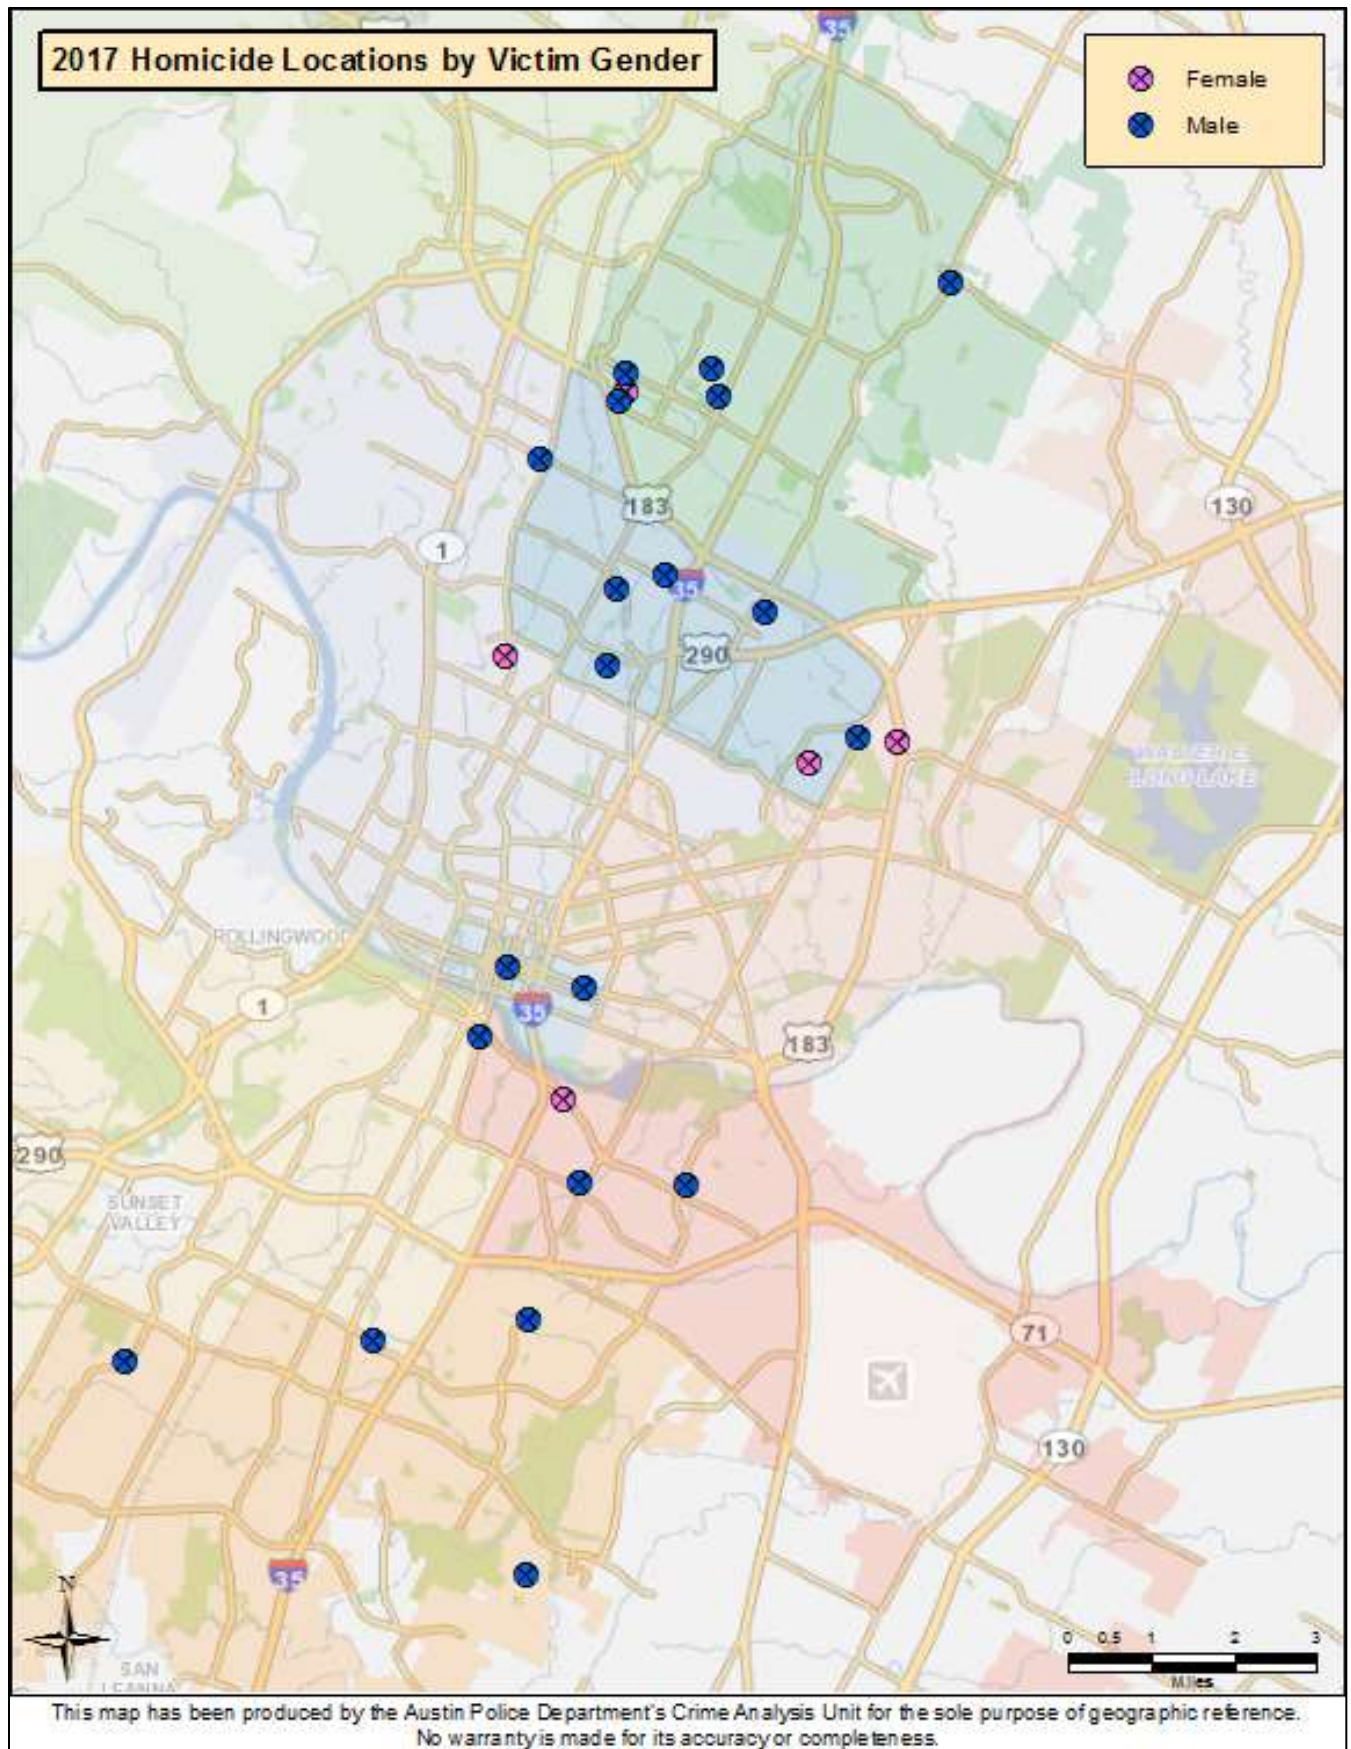 2017 Homicide Locations by Victim Gender
Female
Male
35
183
130
1
35
290
ROLLINGWOOD
1
35
183
290
SUNSET
VALLEY
71
130
35
N
SAN
LEANNA
0 0.5 1 2 3
Miles
This map has been produced by the Austin Police Department's Crime Analysis Unit for the sole purpose of geographic reference.
No warranty is made for its accuracy or completeness.